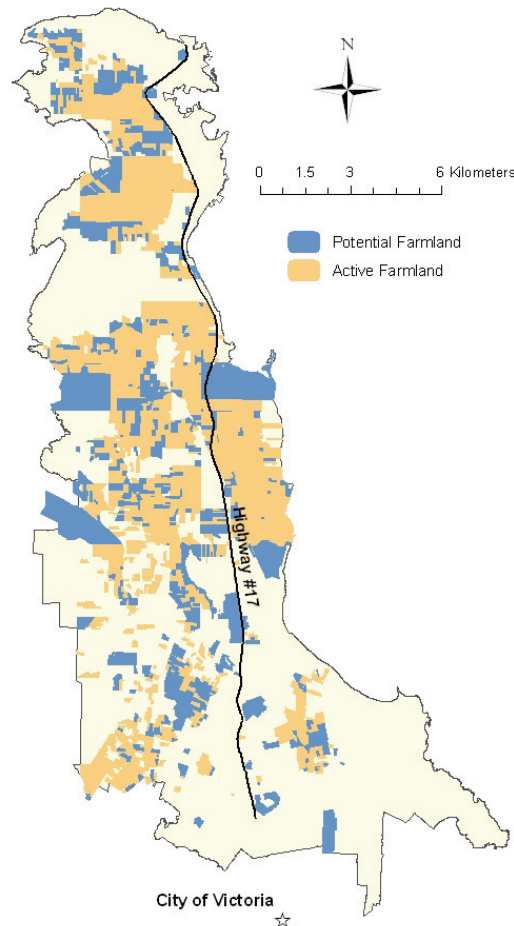 N
0 1.5 3 6 Kilometers
Potential Farmland
Active Farmland
Highway #17
City of Victoria